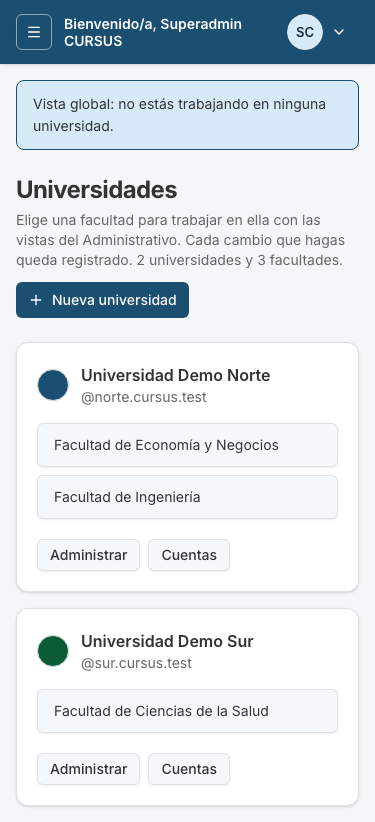 Bienvenido/a, Superadmin
CURSUS
SC
Vista global: no estás trabajando en ninguna
universidad.
Universidades
Elige una facultad para trabajar en ella con las
vistas del Administrativo. Cada cambio que hagas
queda registrado. 2 universidades y 3 facultades.
+ Nueva universidad
Universidad Demo Norte
@norte.cursus.test
Facultad de Economía y Negocios
Facultad de Ingeniería
Administrar
Cuentas
Universidad Demo Sur
@sur.cursus.test
Facultad de Ciencias de la Salud
Administrar
Cuentas